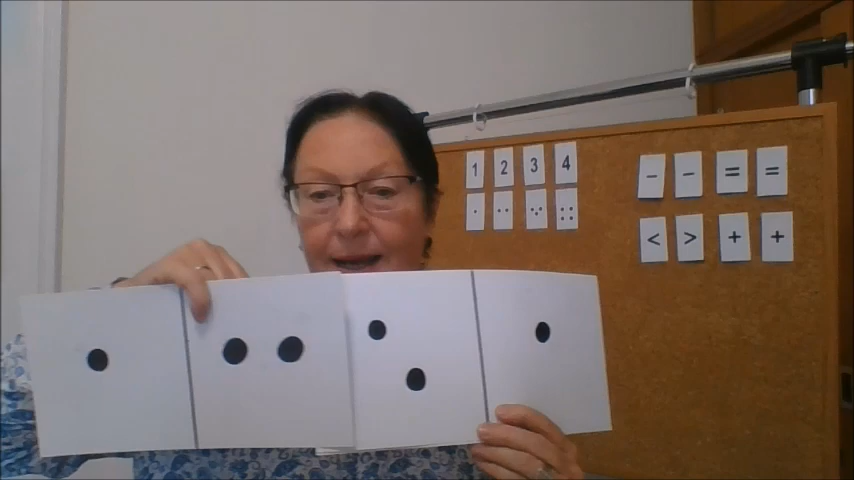 1 2 3 4
- - = =
< > + +